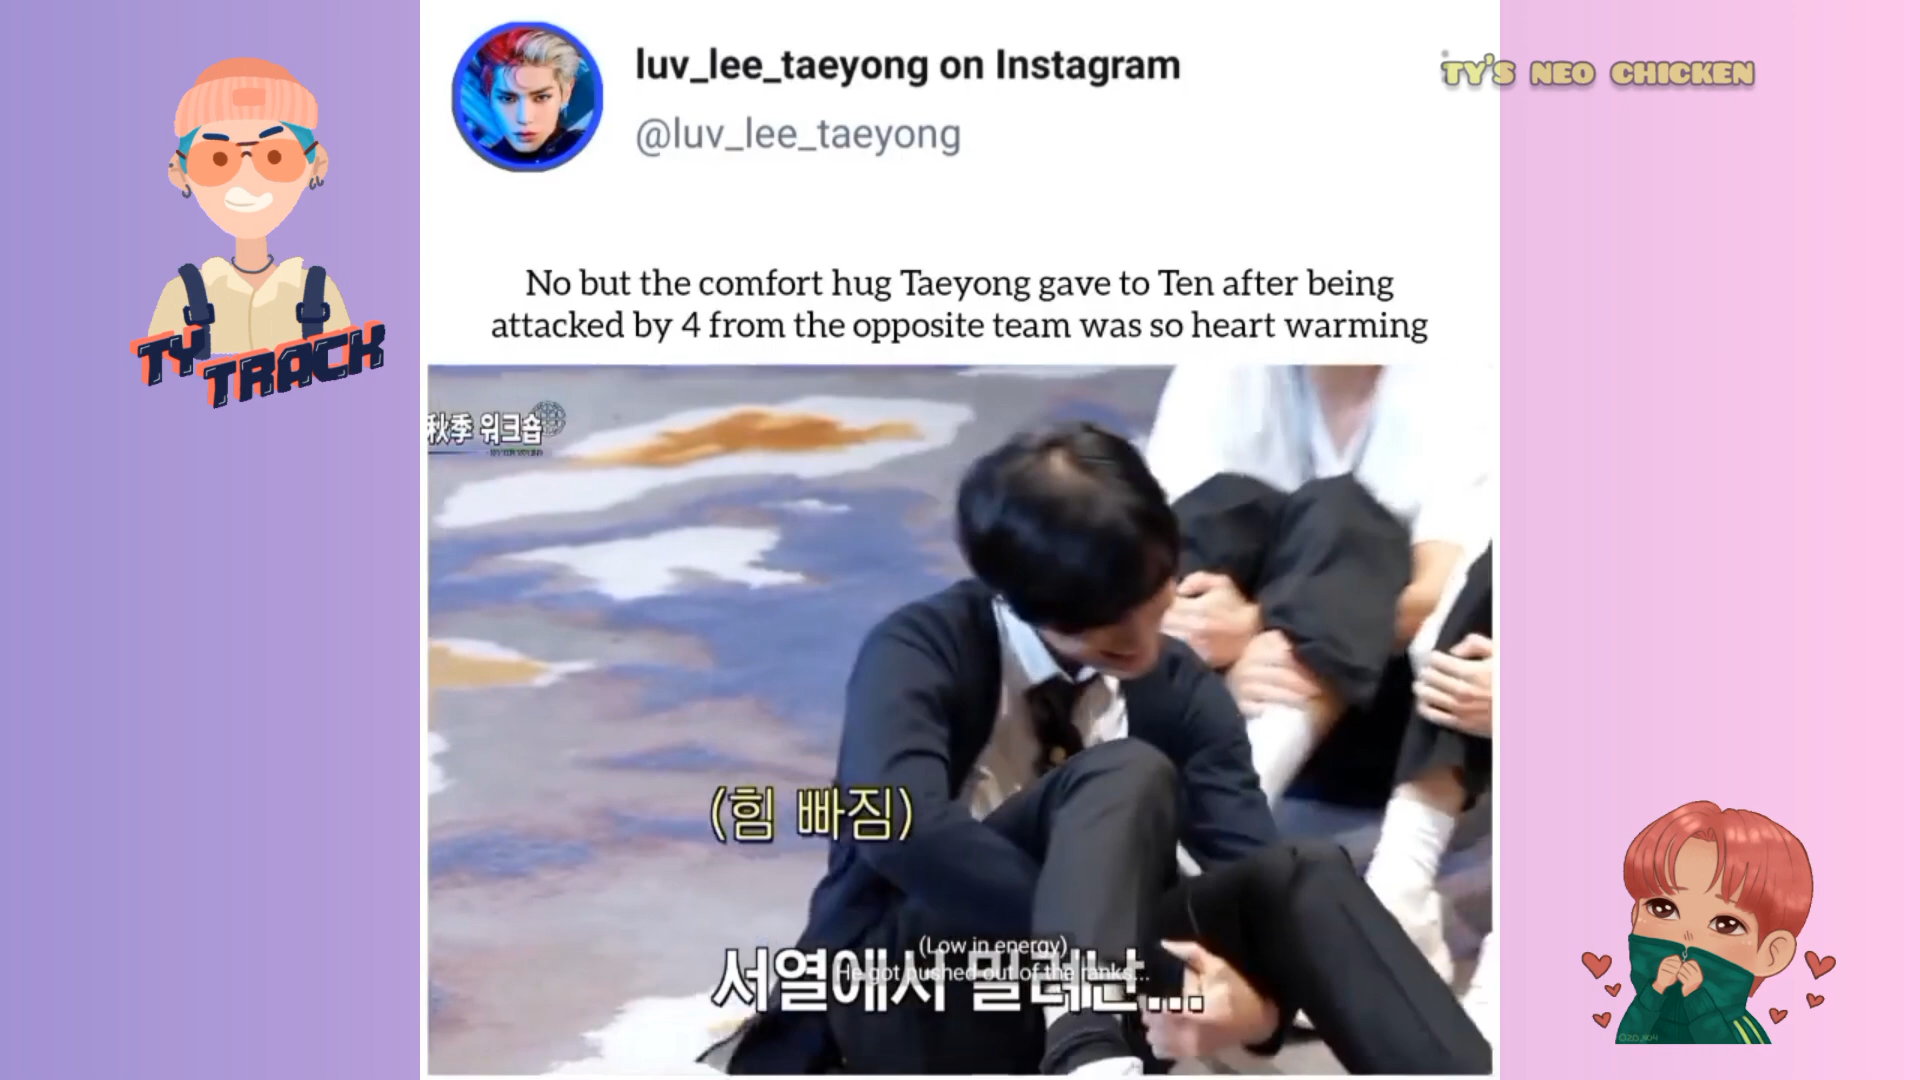 luv_lee_taeyong on Instagram
@luv_lee_taeyong
TY'S NEO CHICKEN
No but the comfort hug Taeyong gave to Ten after being
attacked by 4 from the opposite team was so heart warming
TY
TRACK
秋季 워크숍
(힘 빠짐)
(Low in energy)
He got pushed out of the ranks...
서열에서 밀려난...